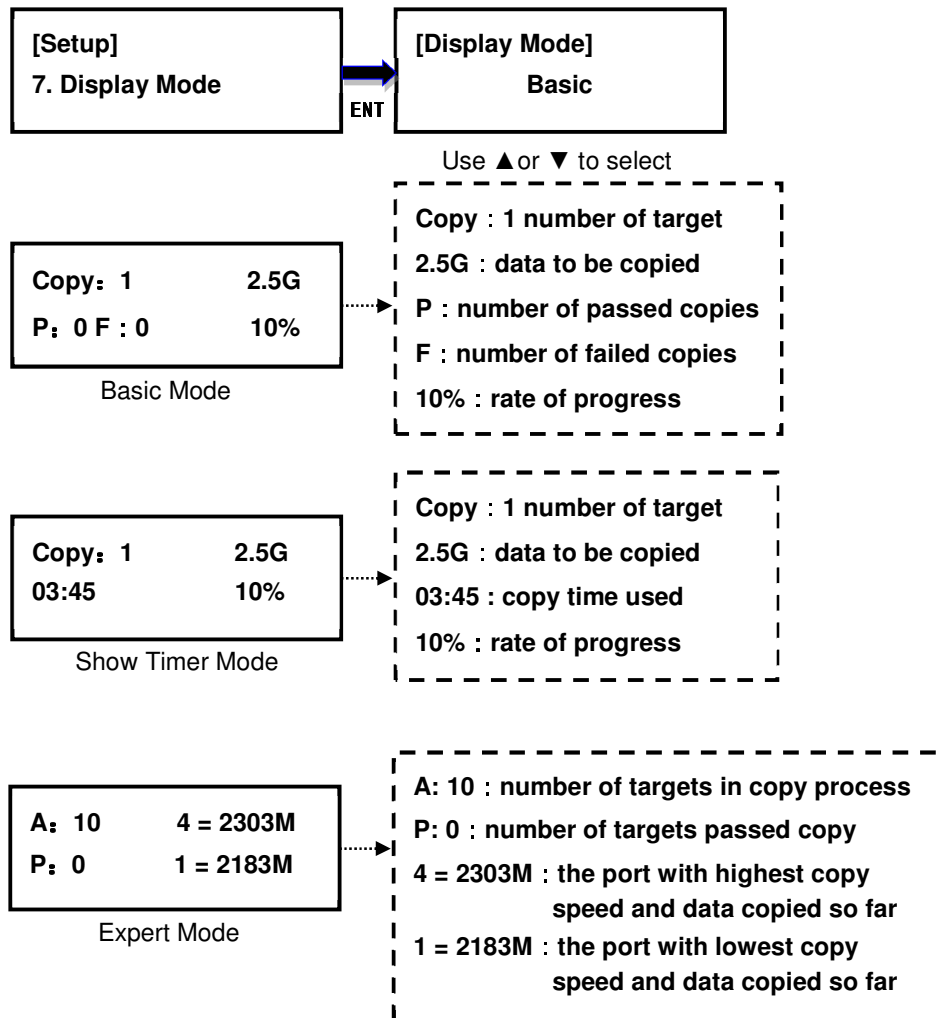 [Setup]
7. Display Mode
ENT
[Display Mode]
Basic
Use ▲or ▼ to select
Copy：1 2.5G
P：0 F : 0 10%
Basic Mode
Copy : 1 number of target
2.5G : data to be copied
P : number of passed copies
F : number of failed copies
10% : rate of progress
Copy：1 2.5G
03:45 10%
Show Timer Mode
Copy : 1 number of target
2.5G : data to be copied
03:45 : copy time used
10% : rate of progress
A：10 4 = 2303M
P：0 1 = 2183M
Expert Mode
A: 10 : number of targets in copy process
P: 0 : number of targets passed copy
4 = 2303M : the port with highest copy
speed and data copied so far
1 = 2183M : the port with lowest copy
speed and data copied so far